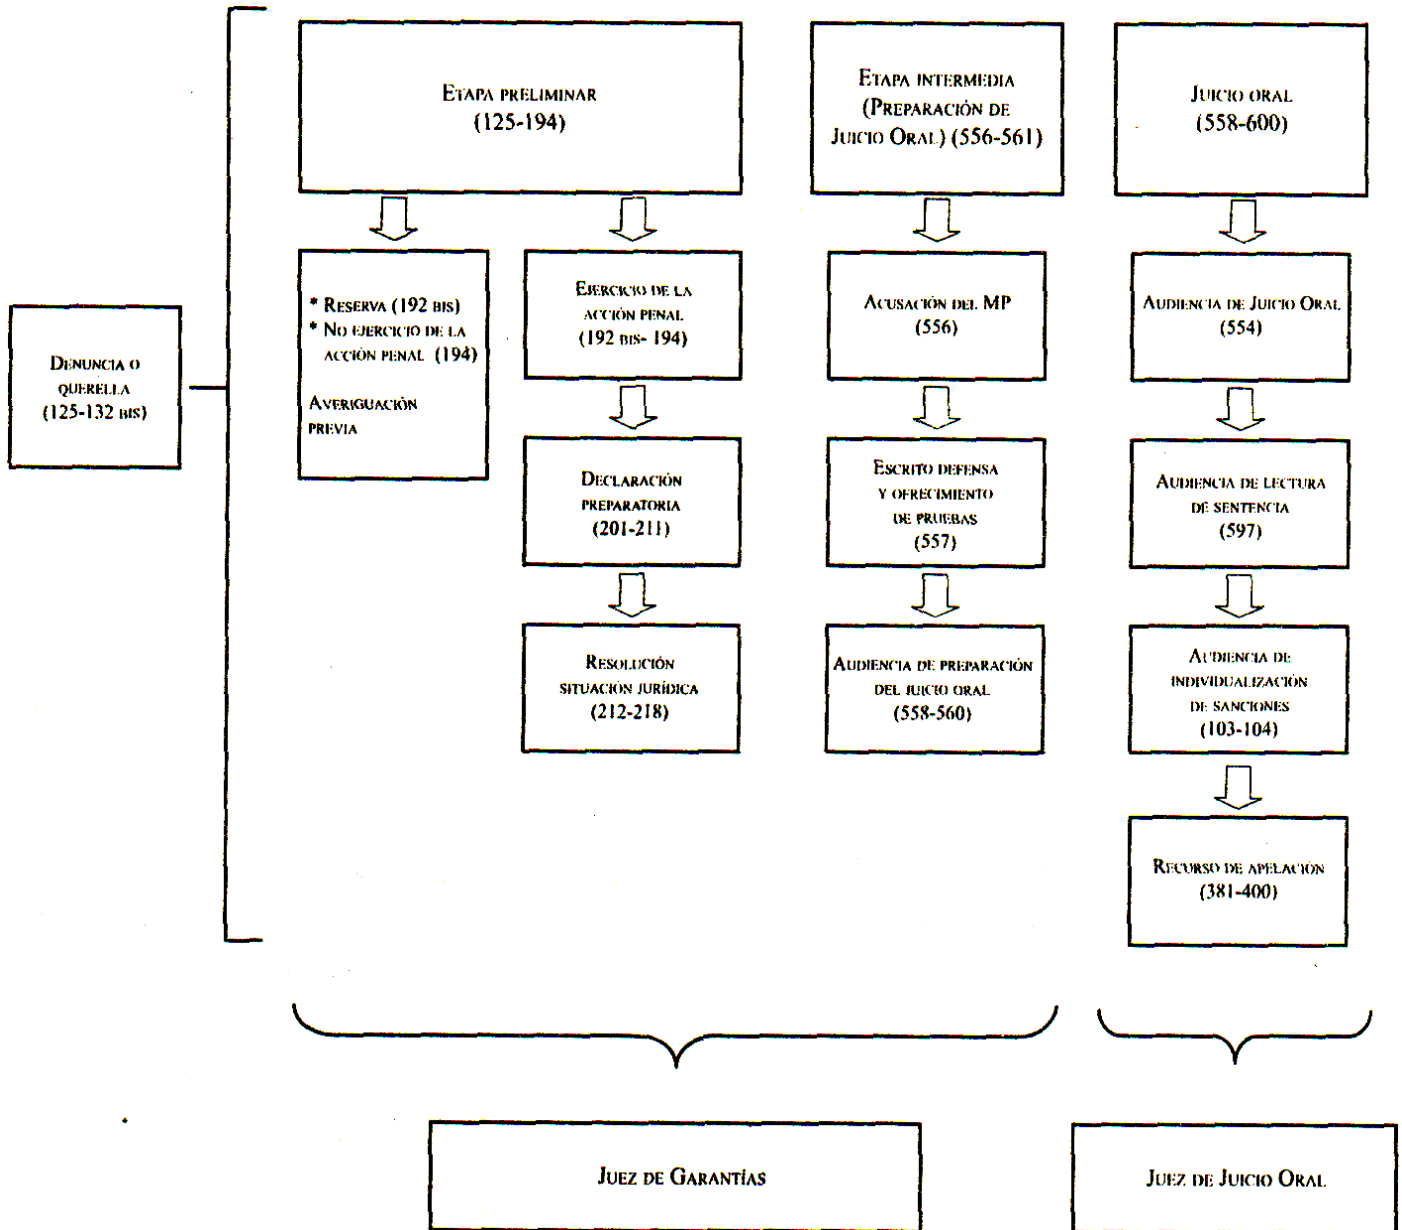 DENUNCIA O
QUERELLA
(125-132 BIS)
ETAPA PRELIMINAR
(125-194)
* RESERVA (192 BIS)
* NO EJERCICIO DE LA
ACCIÓN PENAL (194)
AVERIGUACIÓN
PREVIA
EJERCICIO DE LA
ACCIÓN PENAL
(192 BIS- 194)
DECLARACIÓN
PREPARATORIA
(201-211)
RESOLUCIÓN
SITUACIÓN JURÍDICA
(212-218)
ETAPA INTERMEDIA
(PREPARACIÓN DE
JUICIO ORAL) (556-561)
ACUSACIÓN DEL MP
(556)
ESCRITO DEFENSA
Y OFRECIMIENTO
DE PRUEBAS
(557)
AUDIENCIA DE PREPARACIÓN
DEL JUICIO ORAL
(558-560)
JUICIO ORAL
(558-600)
AUDIENCIA DE JUICIO ORAL
(554)
AUDIENCIA DE LECTURA
DE SENTENCIA
(597)
AUDIENCIA DE
INDIVIDUALIZACIÓN
DE SANCIONES
(103-104)
RECURSO DE APELACIÓN
(381-400)
JUEZ DE GARANTÍAS
JUEZ DE JUICIO ORAL